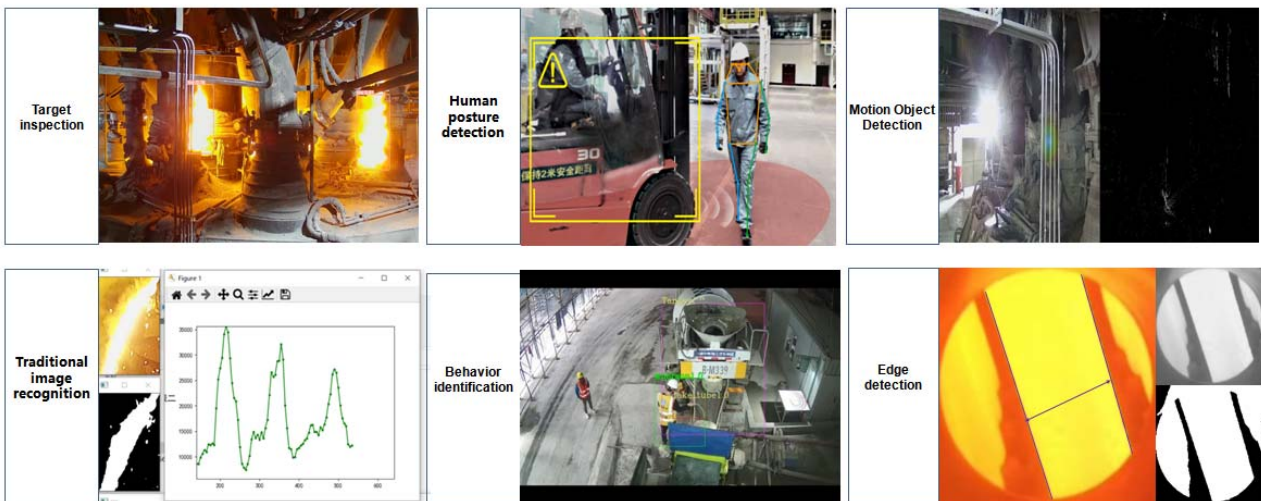 Target
inspection
Human
posture
detection
30
保持2米安全距离
Motion Object
Detection
Traditional
image
recognition
Figure 1
35000
30000
25000
20000
15000
10000
200
300
400
500
600
Behavior
identification
B·M339
Edge
detection